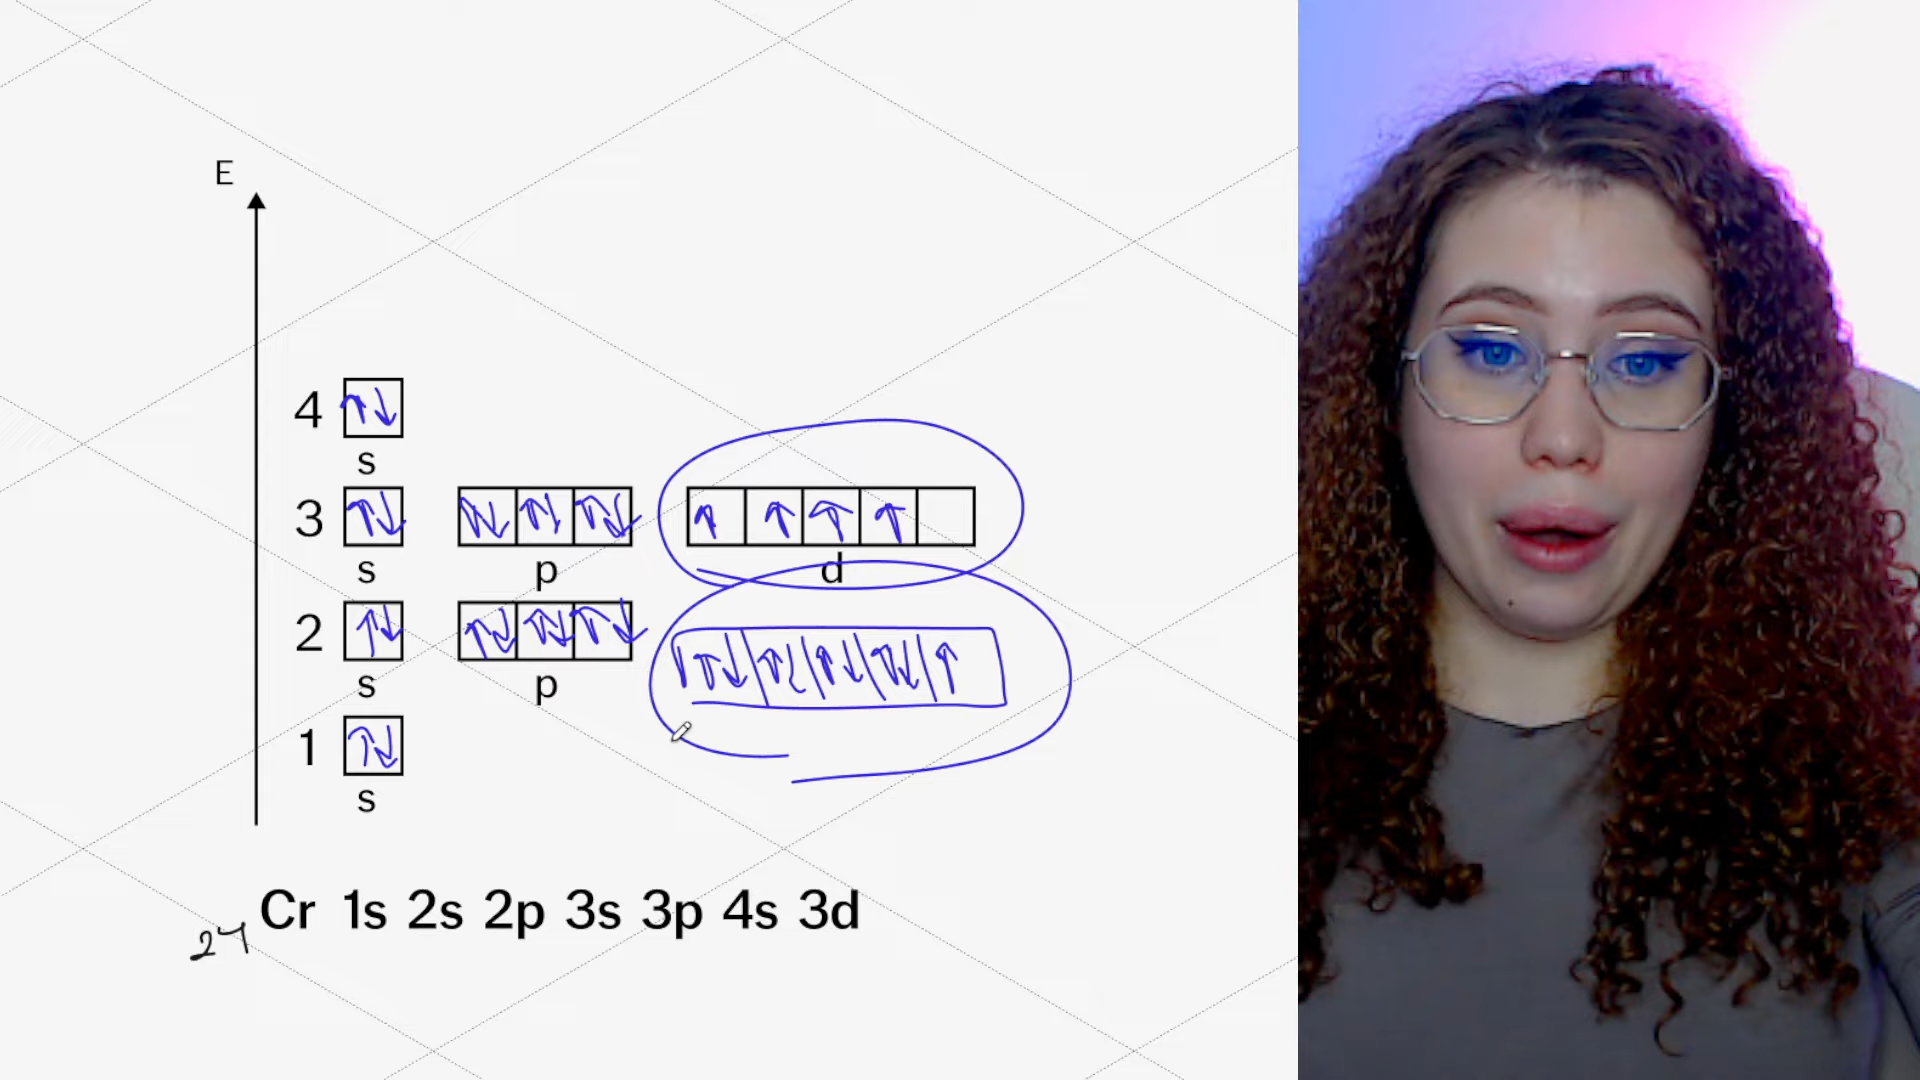 E
4 ↑↓
s
3 ↑↓ ↑↓ ↑↓ ↑↓ ↑ ↑ ↑ ↑
s p d
2 ↑↓ ↑↓ ↑↓ ↑↓ ↑↓ ↑↓ ↑↓ ↑↓ ↑
s p
1 ↑↓
s
24 Cr 1s 2s 2p 3s 3p 4s 3d